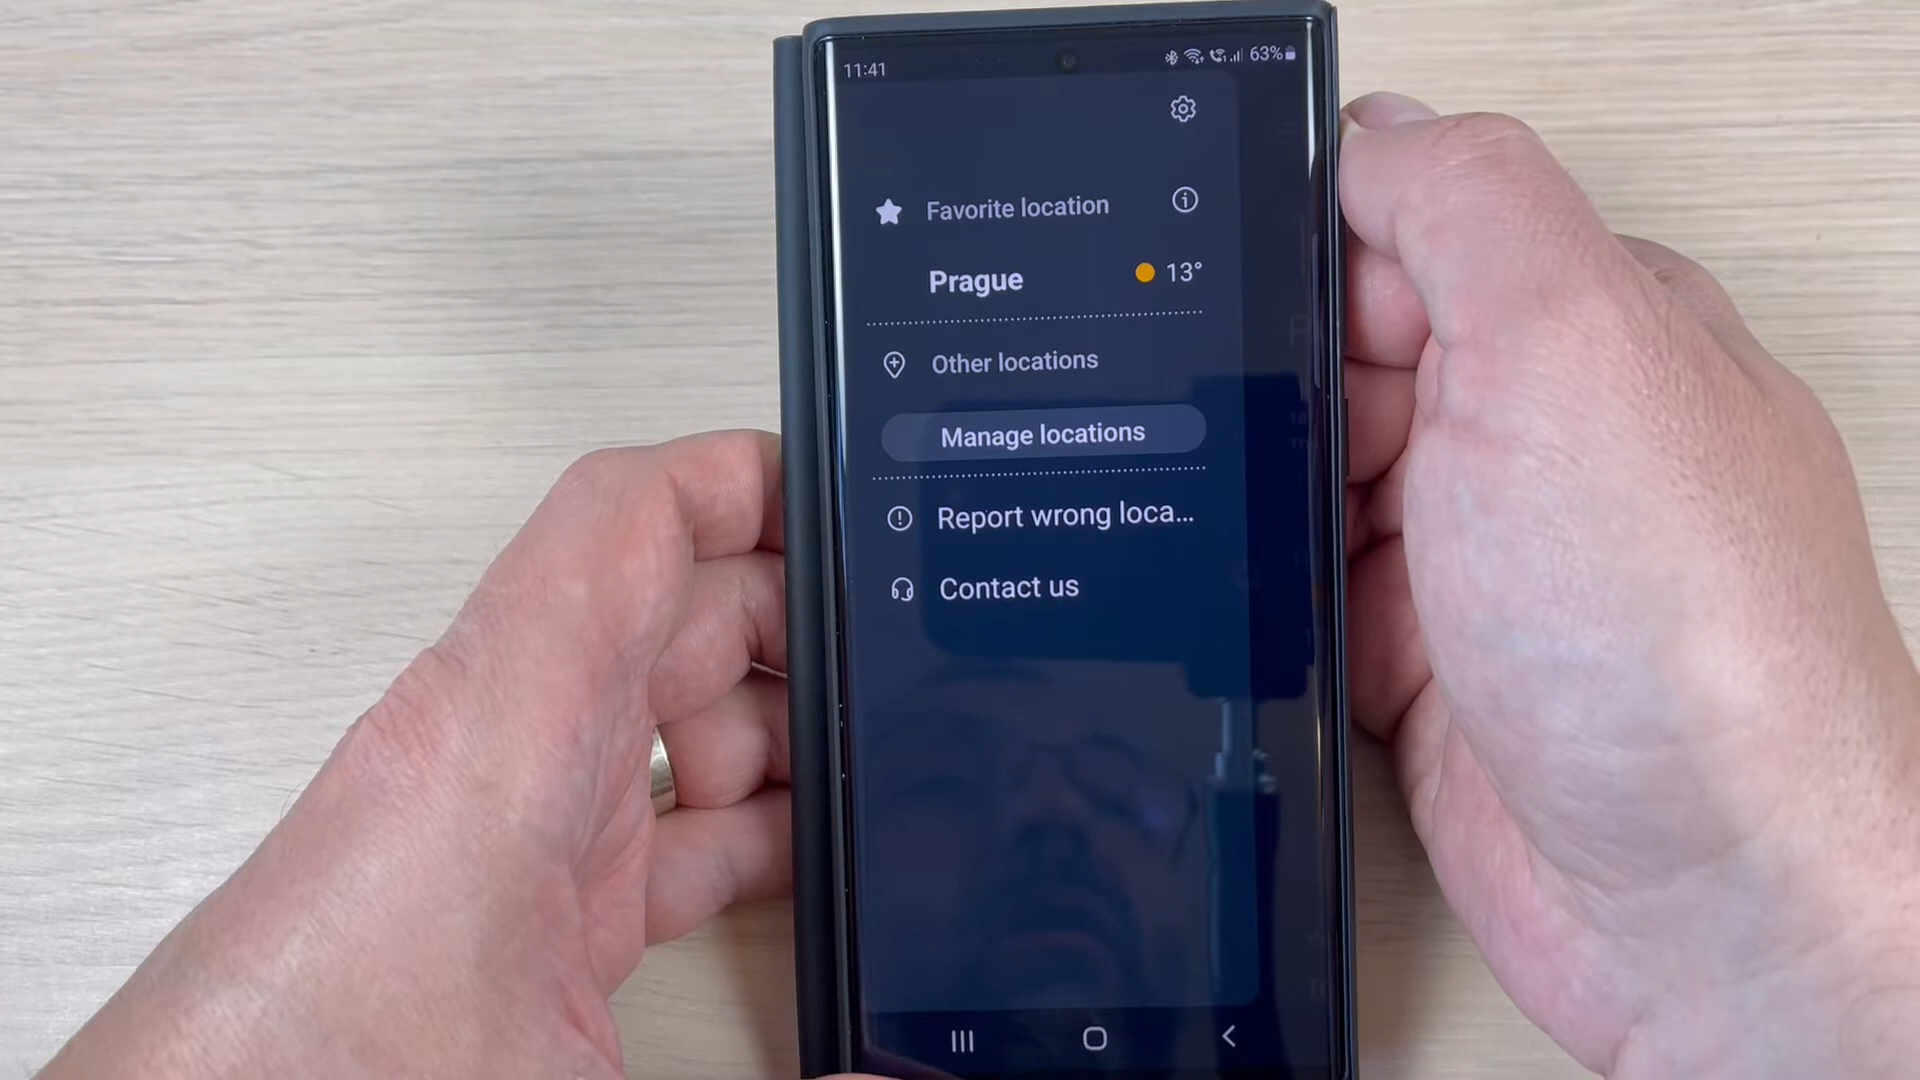 11:41
63%
Favorite location
Prague
13°
Other locations
Manage locations
Report wrong loca...
Contact us